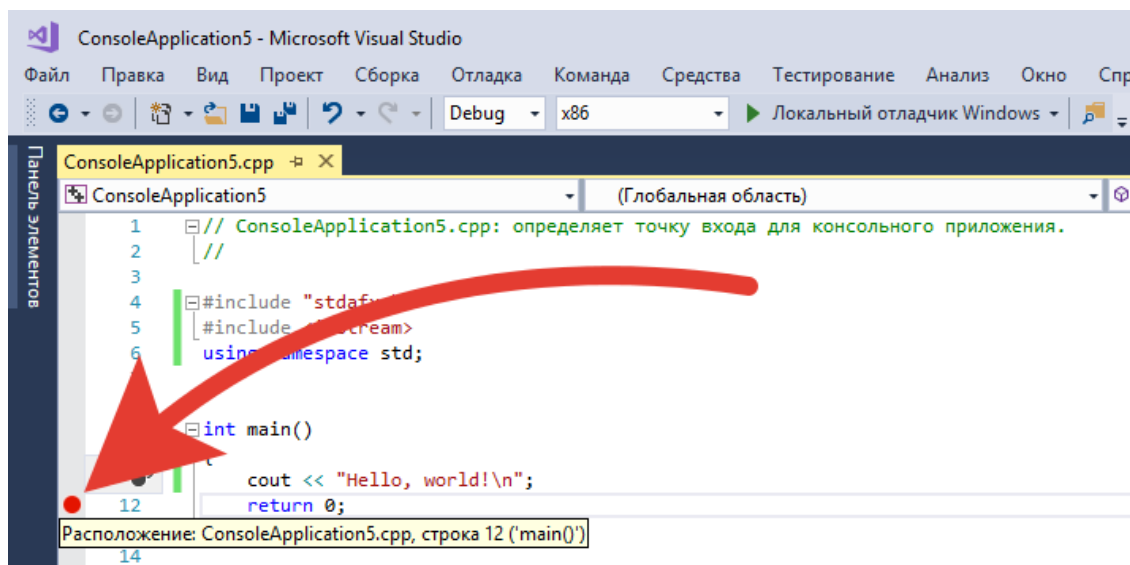 ConsoleApplication5 - Microsoft Visual Studio
Файл Правка Вид Проект Сборка Отладка Команда Средства Тестирование Анализ Окно Спр
Debug x86 Локальный отладчик Windows
Панель элементов
ConsoleApplication5.cpp
ConsoleApplication5 (Глобальная область)
1 // ConsoleApplication5.cpp: определяет точку входа для консольного приложения.
2 //
3
4 #include "stdafx
5 #include stream>
6 using namespace std;
int main()
{
cout << "Hello, world!\n";
12 return 0;
Расположение: ConsoleApplication5.cpp, строка 12 ('main()')
14